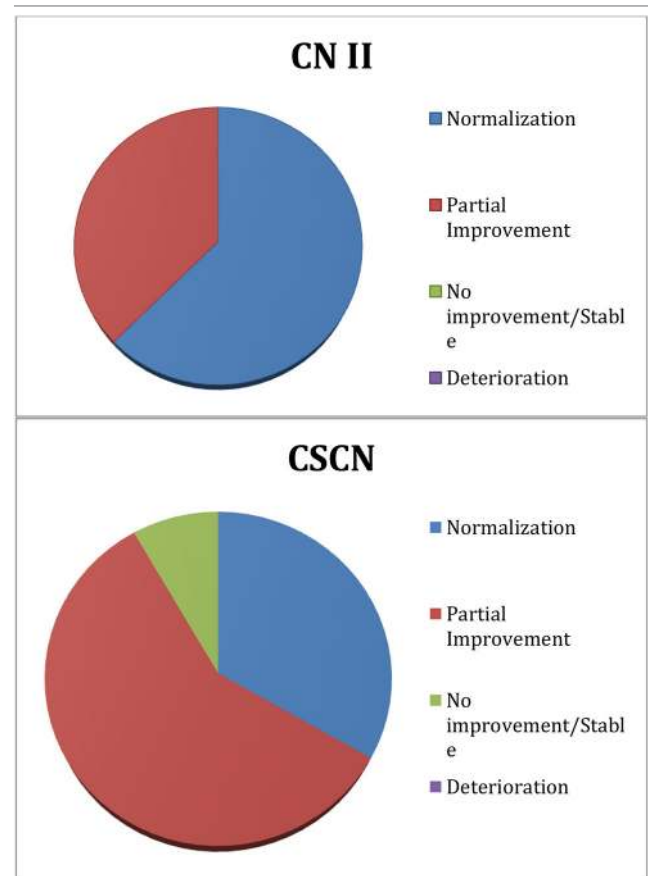 CN II
Normalization
Partial
Improvement
No
improvement/Stabl
e
Deterioration
CSCN
Normalization
Partial
Improvement
No
improvement/Stabl
e
Deterioration